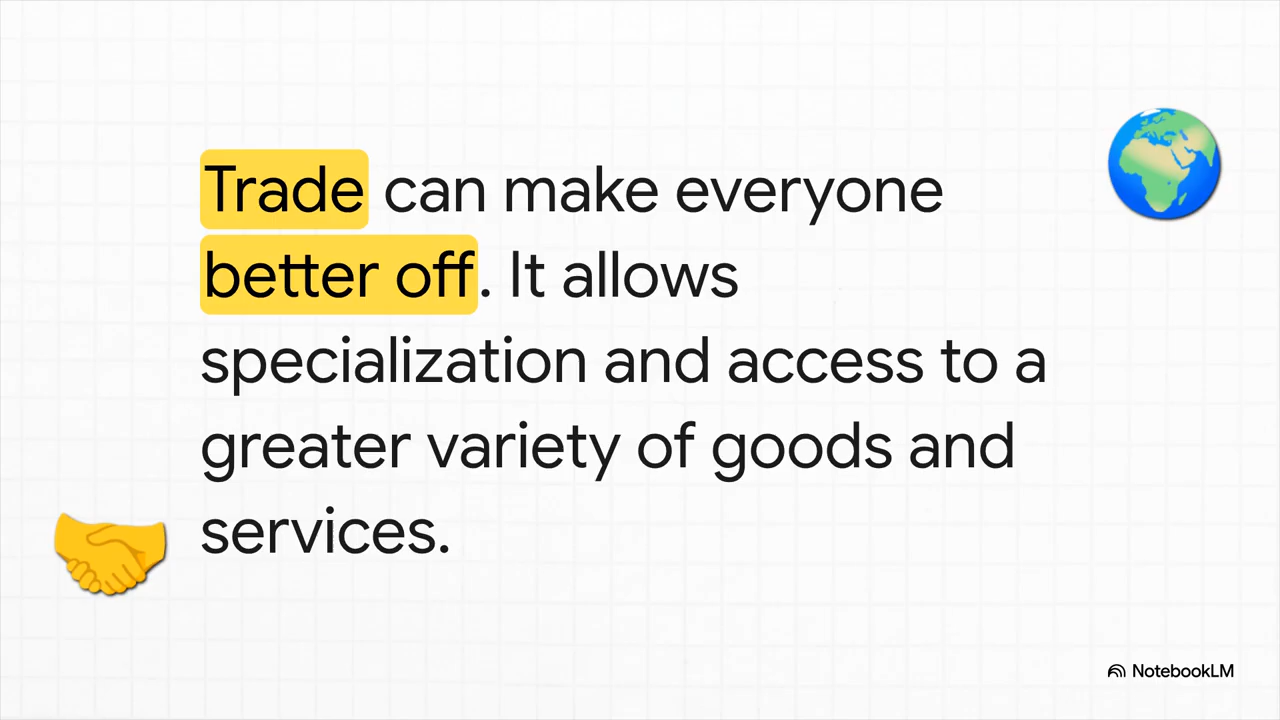 Trade can make everyone
better off. It allows
specialization and access to a
greater variety of goods and
services.
NotebookLM